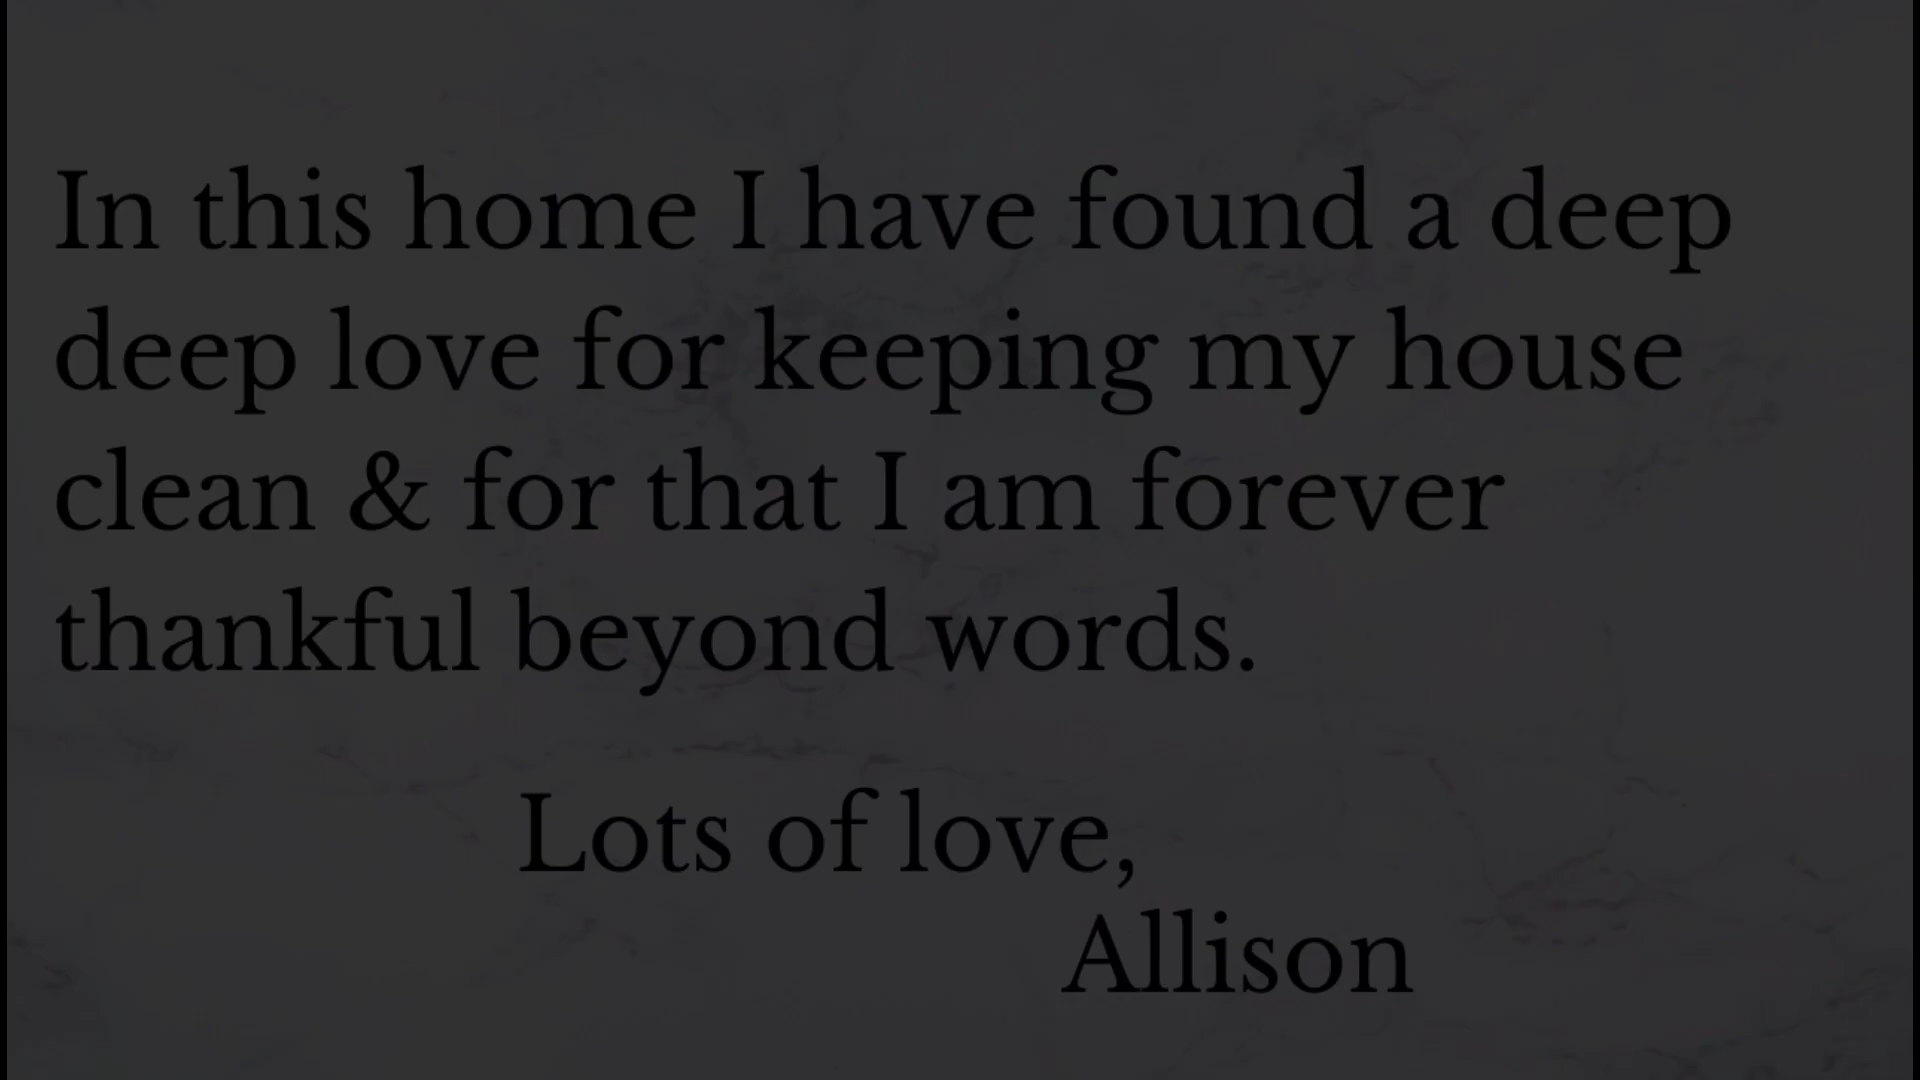 In this home I have found a deep
deep love for keeping my house
clean & for that I am forever
thankful beyond words.
Lots of love,
Allison